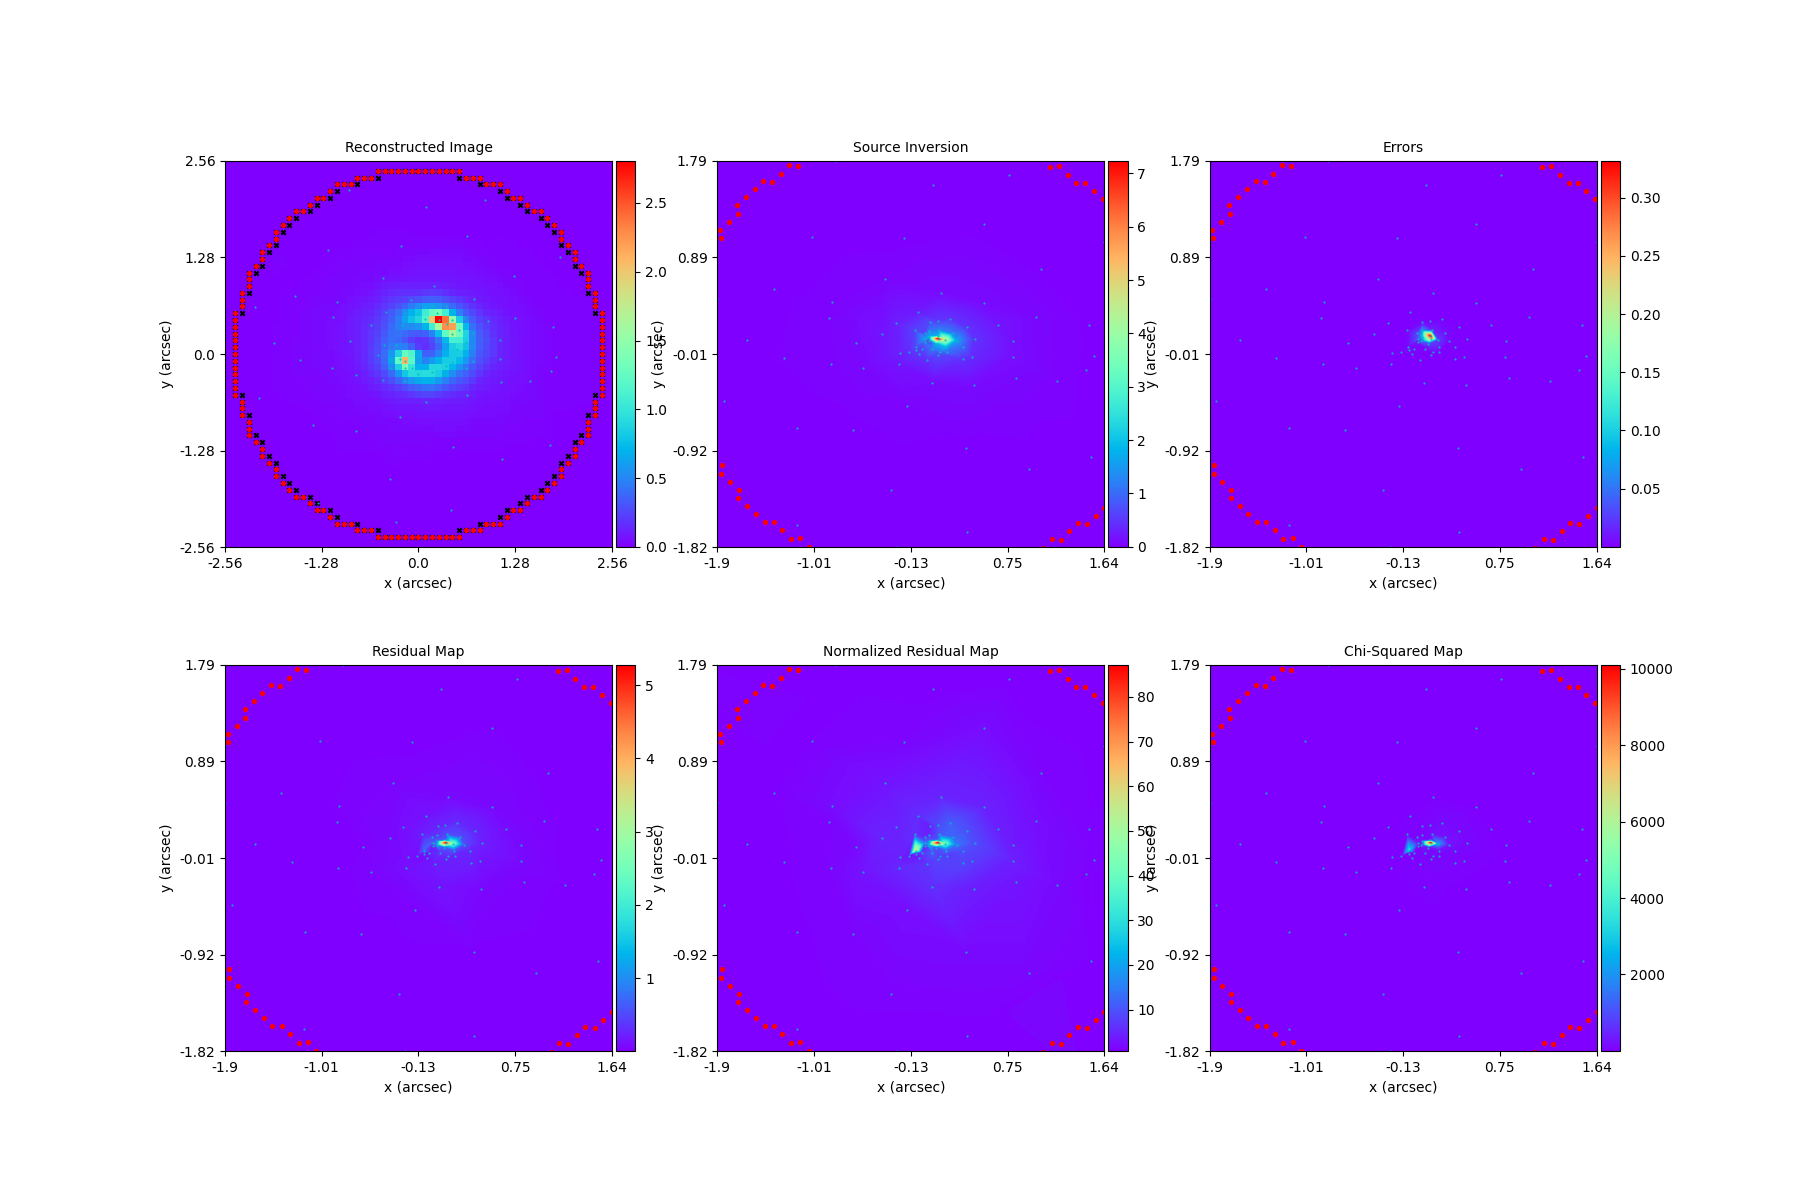 Reconstructed Image
2.56
1.28
0.0
-1.28
-2.56
y (arcsec)
-2.56 -1.28 0.0 1.28 2.56
x (arcsec)
2.5
2.0
1.5
1.0
0.5
0.0
Source Inversion
1.79
0.89
-0.01
-0.92
-1.82
y (arcsec)
-1.9 -1.01 -0.13 0.75 1.64
x (arcsec)
7
6
5
4
3
2
1
0
Errors
y (arcsec)
-1.9 -1.01 -0.13 0.75 1.64
x (arcsec)
1.79
0.89
-0.01
-0.92
-1.82
0.30
0.25
0.20
0.15
0.10
0.05
Residual Map
1.79
0.89
-0.01
-0.92
-1.82
y (arcsec)
-1.9 -1.01 -0.13 0.75 1.64
x (arcsec)
5
4
3
2
1
Normalized Residual Map
1.79
0.89
-0.01
-0.92
-1.82
y (arcsec)
-1.9 -1.01 -0.13 0.75 1.64
x (arcsec)
80
70
60
50
40
30
20
10
Chi-Squared Map
1.79
0.89
-0.01
-0.92
-1.82
y (arcsec)
-1.9 -1.01 -0.13 0.75 1.64
x (arcsec)
10000
8000
6000
4000
2000